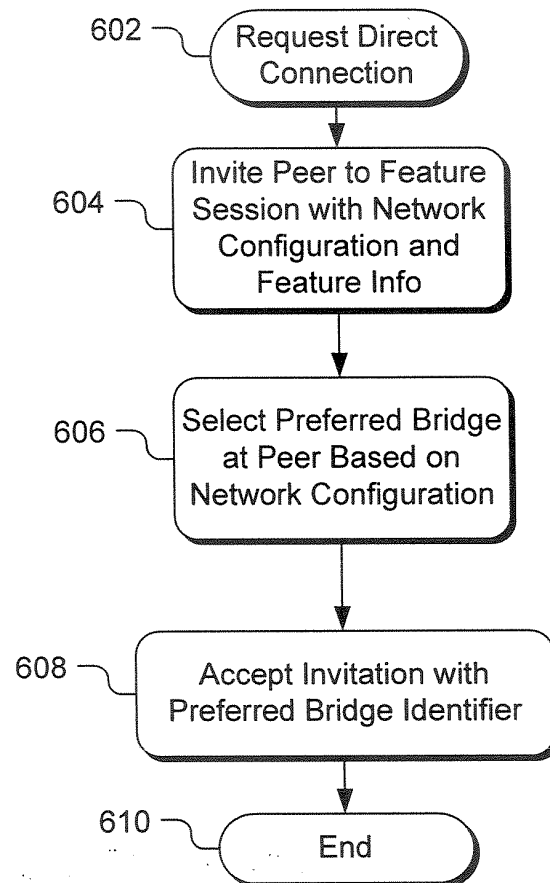 602
Request Direct
Connection
604
Invite Peer to Feature
Session with Network
Configuration and
Feature Info
606
Select Preferred Bridge
at Peer Based on
Network Configuration
608
Accept Invitation with
Preferred Bridge Identifier
610
End